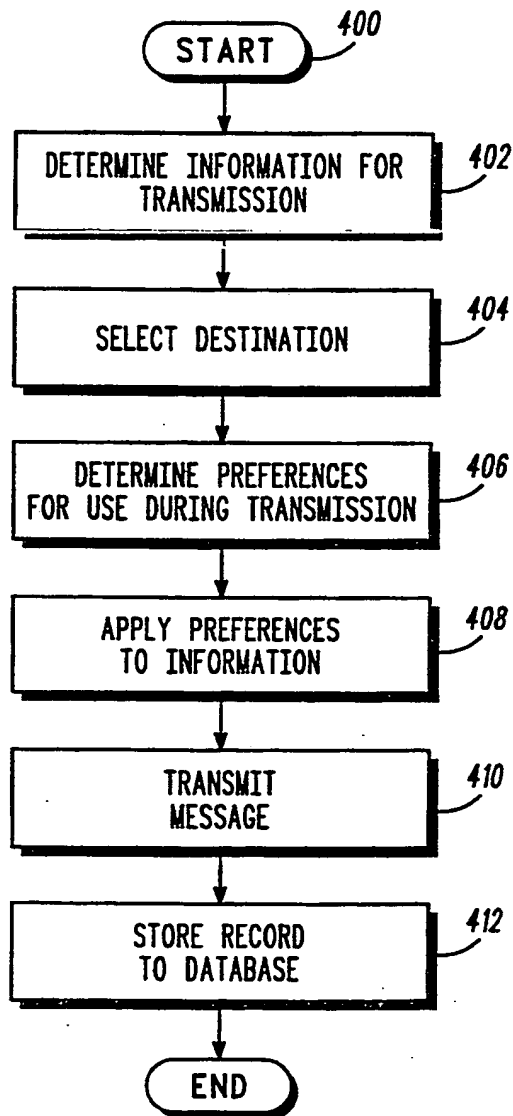 START
400
DETERMINE INFORMATION FOR
TRANSMISSION
402
SELECT DESTINATION
404
DETERMINE PREFERENCES
FOR USE DURING TRANSMISSION
406
APPLY PREFERENCES
TO INFORMATION
408
TRANSMIT
MESSAGE
410
STORE RECORD
TO DATABASE
412
END